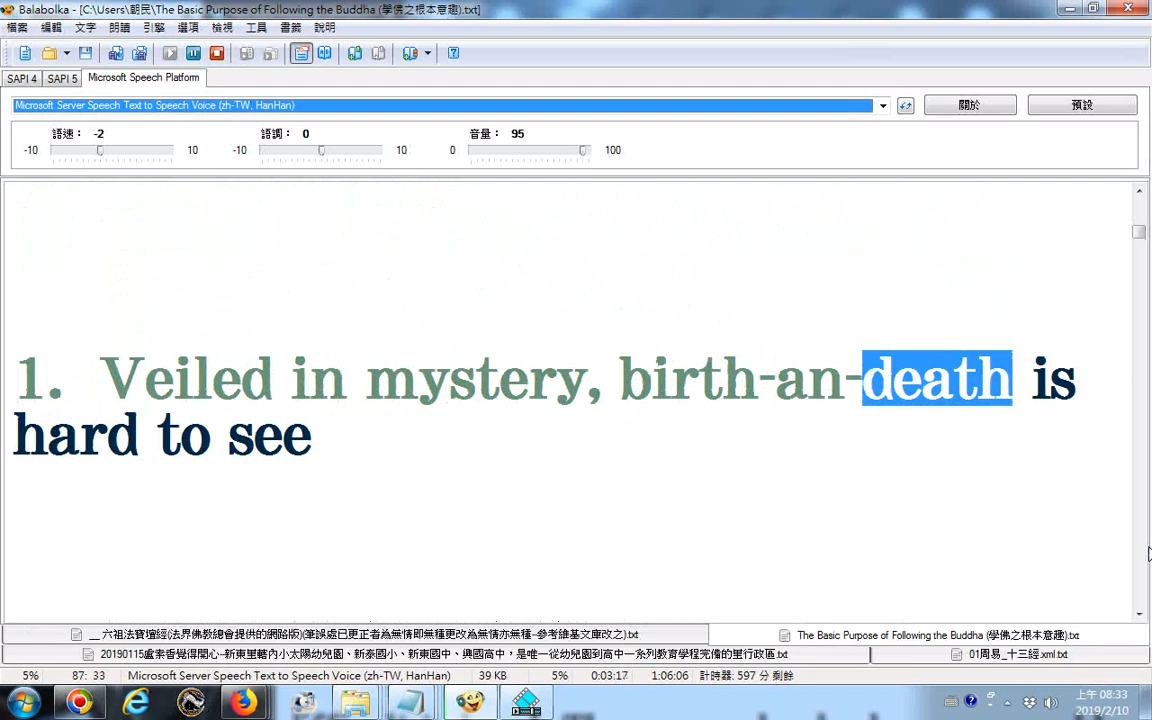 Balabolka - [C:\Users\朝民\The Basic Purpose of Following the Buddha (學佛之根本意趣).txt]
檔案 編輯 文字 朗讀 引擎 選項 檢視 工具 書籤 說明
SAPI 4 SAPI 5 Microsoft Speech Platform
Microsoft Server Speech Text to Speech Voice (zh-TW, HanHan) 關於 預設
語速： -2 語調： 0 音量： 95
-10 10 -10 10 0 100
1. Veiled in mystery, birth-an-death is
hard to see
__ 六祖法寶壇經(法界佛教總會提供的網路版)(筆誤處已更正者為無情即無種更改為無情亦無種--參考維基文庫改之).txt The Basic Purpose of Following the Buddha (學佛之根本意趣).txt
20190115盧素香覺得開心--新東里轄內小太陽幼兒園、新泰國小、新東國中、興國高中，是唯一從幼兒園到高中一系列教育學程完備的里行政區.txt 01周易_十三經.xml.txt
5% 87: 33 Microsoft Server Speech Text to Speech Voice (zh-TW, HanHan) 39 KB 5% 0:03:17 1:06:06 計時器: 597 分 剩餘
上午 08:33
2019/2/10